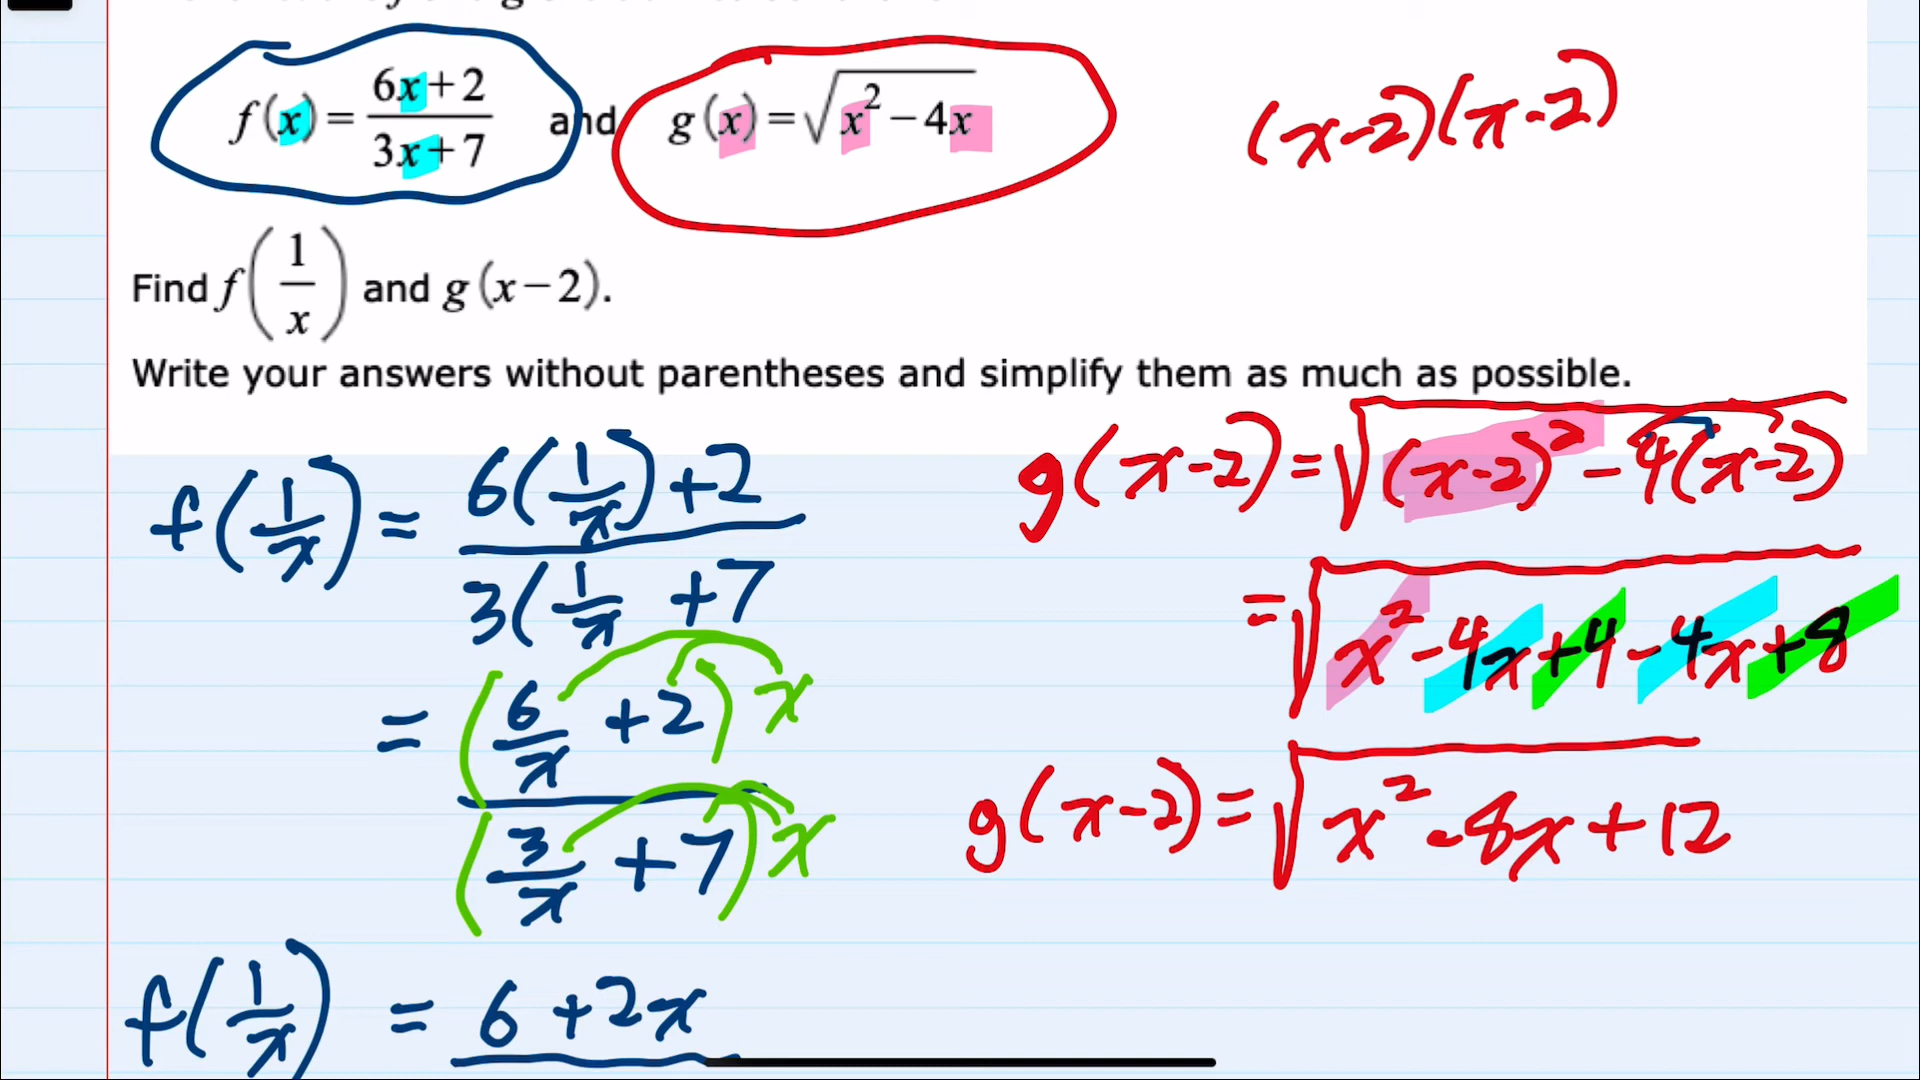 f(x) = (6x+2)/(3x+7) and g(x) = √(x² − 4x)
(x-2)(x-2)
Find f(1/x) and g(x−2).
Write your answers without parentheses and simplify them as much as possible.
f(1/x) = (6(1/x)+2)/(3(1/x +7)
= (6/x +2)x/(3/x +7)x
f(1/x) = 6 +2x
g(x-2) = √((x-2)² - 4(x-2))
= √(x² -4x +4 -4x +8)
g(x-2) = √(x² -8x +12)